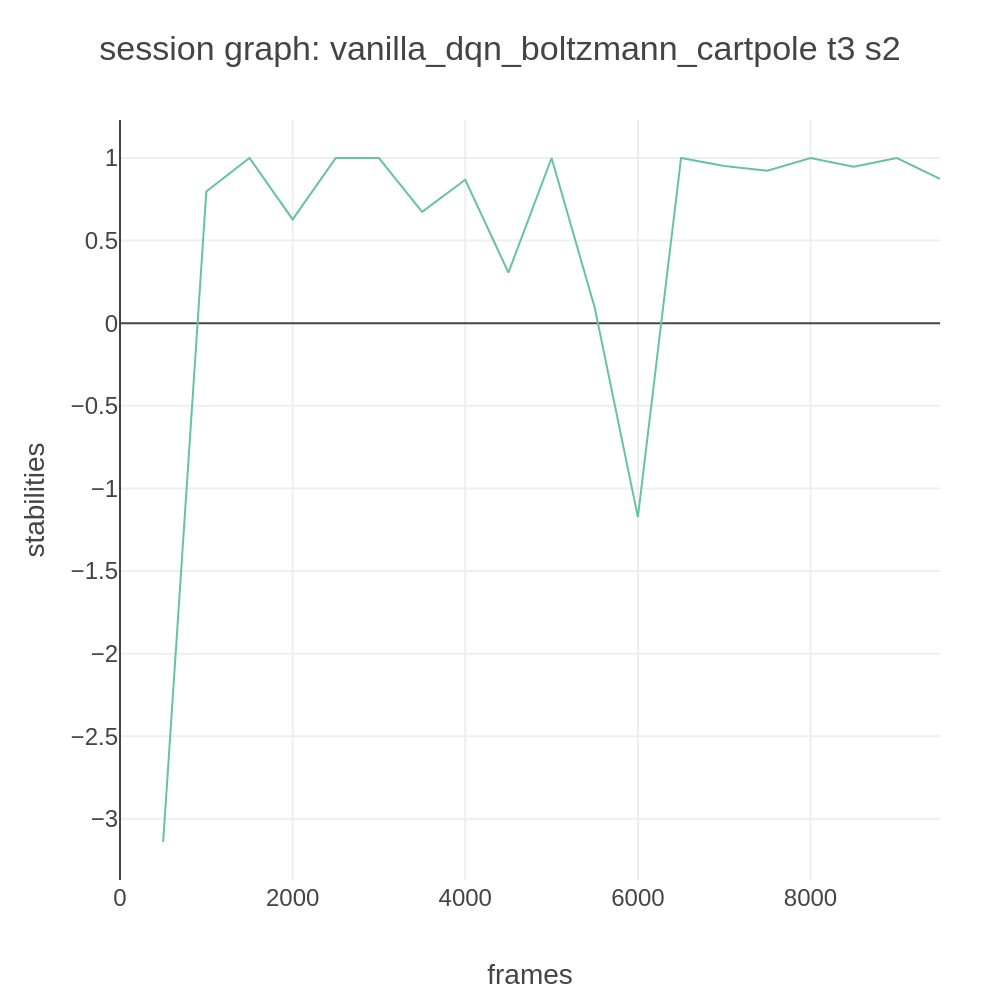 session graph: vanilla_dqn_boltzmann_cartpole t3 s2
1
0.5
0
−0.5
−1
−1.5
−2
−2.5
−3
stabilities
0 2000 4000 6000 8000
frames